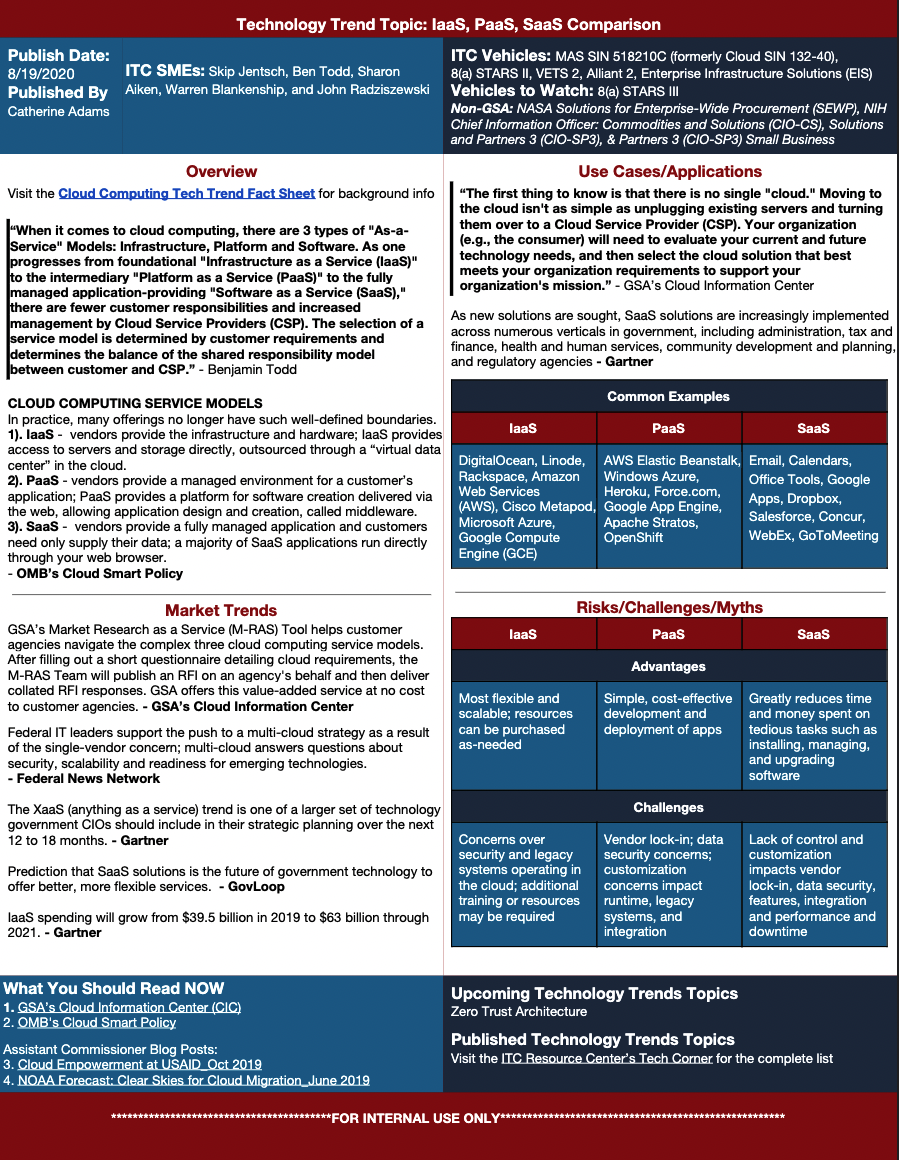 Technology Trend Topic: IaaS, PaaS, SaaS Comparison
Publish Date:
8/19/2020
Published By
Catherine Adams
ITC SMEs: Skip Jentsch, Ben Todd, Sharon
Aiken, Warren Blankenship, and John Radziszewski
ITC Vehicles: MAS SIN 518210C (formerly Cloud SIN 132-40),
8(a) STARS II, VETS 2, Alliant 2, Enterprise Infrastructure Solutions (EIS)
Vehicles to Watch: 8(a) STARS III
Non-GSA: NASA Solutions for Enterprise-Wide Procurement (SEWP), NIH
Chief Information Officer: Commodities and Solutions (CIO-CS), Solutions
and Partners 3 (CIO-SP3), & Partners 3 (CIO-SP3) Small Business
Overview
Visit the Cloud Computing Tech Trend Fact Sheet for background info
“When it comes to cloud computing, there are 3 types of "As-a-
Service" Models: Infrastructure, Platform and Software. As one
progresses from foundational "Infrastructure as a Service (IaaS)"
to the intermediary "Platform as a Service (PaaS)" to the fully
managed application-providing "Software as a Service (SaaS),"
there are fewer customer responsibilities and increased
management by Cloud Service Providers (CSP). The selection of a
service model is determined by customer requirements and
determines the balance of the shared responsibility model
between customer and CSP.” - Benjamin Todd
CLOUD COMPUTING SERVICE MODELS
In practice, many offerings no longer have such well-defined boundaries.
1). IaaS - vendors provide the infrastructure and hardware; IaaS provides
access to servers and storage directly, outsourced through a “virtual data
center” in the cloud.
2). PaaS - vendors provide a managed environment for a customer’s
application; PaaS provides a platform for software creation delivered via
the web, allowing application design and creation, called middleware.
3). SaaS - vendors provide a fully managed application and customers
need only supply their data; a majority of SaaS applications run directly
through your web browser.
- OMB’s Cloud Smart Policy
Market Trends
GSA’s Market Research as a Service (M-RAS) Tool helps customer
agencies navigate the complex three cloud computing service models.
After filling out a short questionnaire detailing cloud requirements, the
M-RAS Team will publish an RFI on an agency's behalf and then deliver
collated RFI responses. GSA offers this value-added service at no cost
to customer agencies. - GSA’s Cloud Information Center
Federal IT leaders support the push to a multi-cloud strategy as a result
of the single-vendor concern; multi-cloud answers questions about
security, scalability and readiness for emerging technologies.
- Federal News Network
The XaaS (anything as a service) trend is one of a larger set of technology
government CIOs should include in their strategic planning over the next
12 to 18 months. - Gartner
Prediction that SaaS solutions is the future of government technology to
offer better, more flexible services. - GovLoop
IaaS spending will grow from $39.5 billion in 2019 to $63 billion through
2021. - Gartner
Use Cases/Applications
“The first thing to know is that there is no single "cloud." Moving to
the cloud isn't as simple as unplugging existing servers and turning
them over to a Cloud Service Provider (CSP). Your organization
(e.g., the consumer) will need to evaluate your current and future
technology needs, and then select the cloud solution that best
meets your organization requirements to support your
organization's mission.” - GSA’s Cloud Information Center
As new solutions are sought, SaaS solutions are increasingly implemented
across numerous verticals in government, including administration, tax and
finance, health and human services, community development and planning,
and regulatory agencies - Gartner
Common Examples
IaaS
PaaS
SaaS
DigitalOcean, Linode,
Rackspace, Amazon
Web Services
(AWS), Cisco Metapod,
Microsoft Azure,
Google Compute
Engine (GCE)
AWS Elastic Beanstalk,
Windows Azure,
Heroku, Force.com,
Google App Engine,
Apache Stratos,
OpenShift
Email, Calendars,
Office Tools, Google
Apps, Dropbox,
Salesforce, Concur,
WebEx, GoToMeeting
Risks/Challenges/Myths
IaaS
PaaS
SaaS
Advantages
Most flexible and
scalable; resources
can be purchased
as-needed
Simple, cost-effective
development and
deployment of apps
Greatly reduces time
and money spent on
tedious tasks such as
installing, managing,
and upgrading
software
Challenges
Concerns over
security and legacy
systems operating in
the cloud; additional
training or resources
may be required
Vendor lock-in; data
security concerns;
customization
concerns impact
runtime, legacy
systems, and
integration
Lack of control and
customization
impacts vendor
lock-in, data security,
features, integration
and performance and
downtime
What You Should Read NOW
1. GSA’s Cloud Information Center (CIC)
2. OMB's Cloud Smart Policy
Assistant Commissioner Blog Posts:
3. Cloud Empowerment at USAID_Oct 2019
4. NOAA Forecast: Clear Skies for Cloud Migration_June 2019
Upcoming Technology Trends Topics
Zero Trust Architecture
Published Technology Trends Topics
Visit the ITC Resource Center’s Tech Corner for the complete list
*****************************************FOR INTERNAL USE ONLY*****************************************************